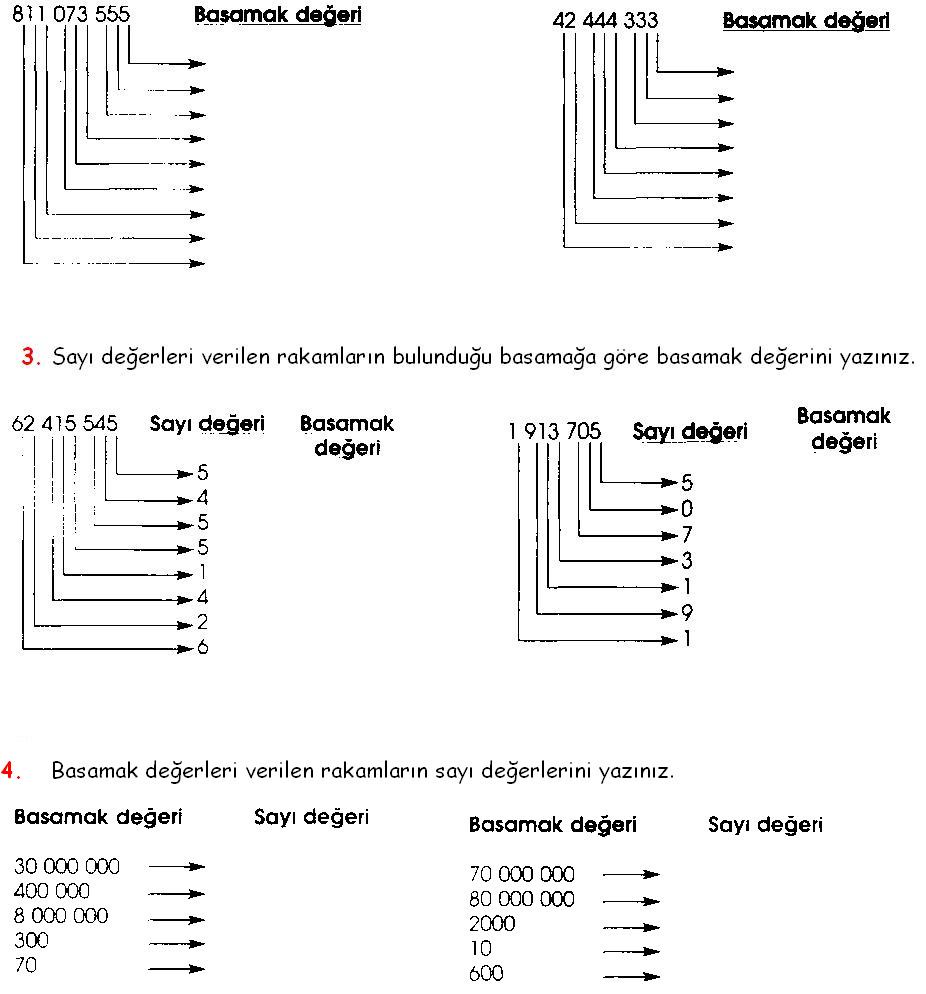 811 073 555 Basamak değeri
42 444 333 Basamak değeri
3. Sayı değerleri verilen rakamların bulunduğu basamağa göre basamak değerini yazınız.
62 415 545 Sayı değeri Basamak
değeri
5
4
5
5
1
4
2
6
1 913 705 Sayı değeri Basamak
değeri
5
0
7
3
1
9
1
4. Basamak değerleri verilen rakamların sayı değerlerini yazınız.
Basamak değeri Sayı değeri
30 000 000
400 000
8 000 000
300
70
Basamak değeri Sayı değeri
70 000 000
80 000 000
2000
10
600